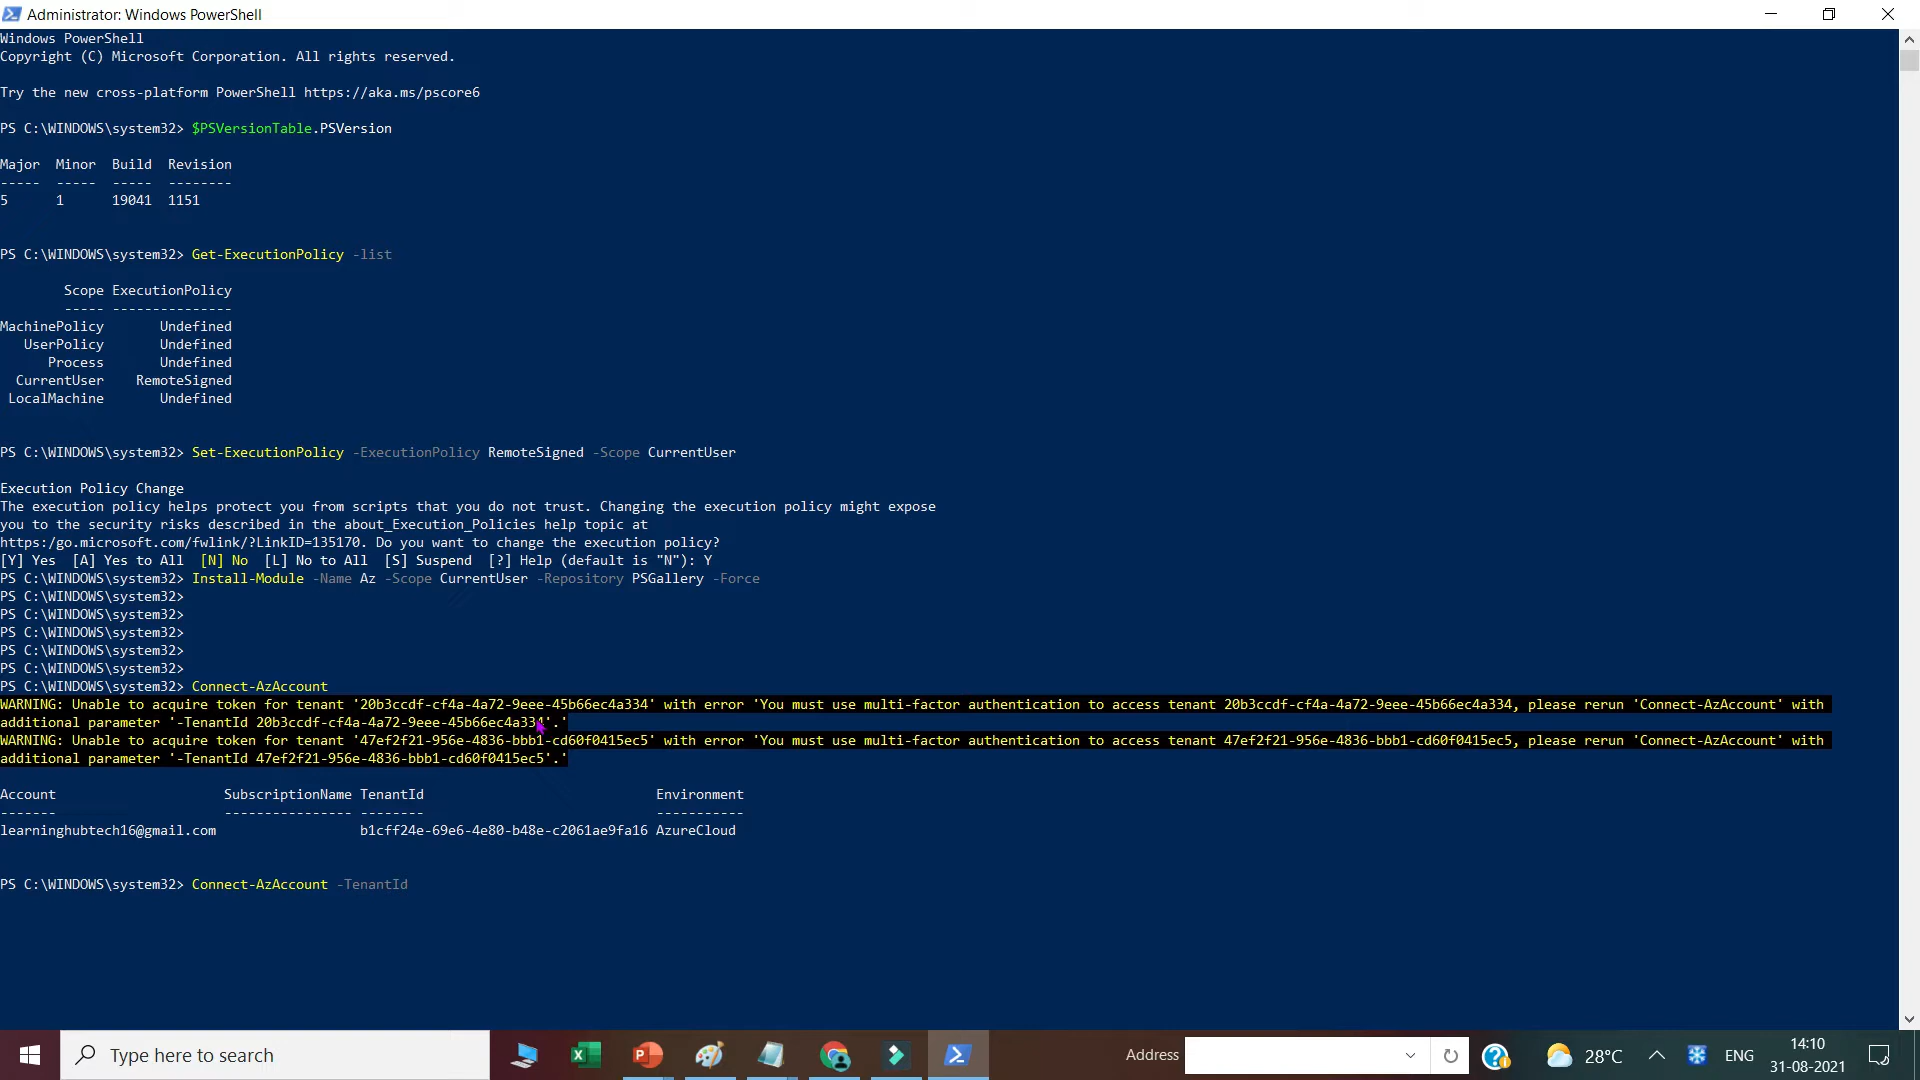 Administrator: Windows PowerShell
Windows PowerShell
Copyright (C) Microsoft Corporation. All rights reserved.
Try the new cross-platform PowerShell https://aka.ms/pscore6
PS C:\WINDOWS\system32> $PSVersionTable.PSVersion
Major  Minor  Build  Revision
-----  -----  -----  --------
5      1      19041  1151
PS C:\WINDOWS\system32> Get-ExecutionPolicy -list
        Scope ExecutionPolicy
        ----- ---------------
MachinePolicy       Undefined
   UserPolicy       Undefined
      Process       Undefined
  CurrentUser    RemoteSigned
 LocalMachine       Undefined
PS C:\WINDOWS\system32> Set-ExecutionPolicy -ExecutionPolicy RemoteSigned -Scope CurrentUser
Execution Policy Change
The execution policy helps protect you from scripts that you do not trust. Changing the execution policy might expose
you to the security risks described in the about_Execution_Policies help topic at
https:/go.microsoft.com/fwlink/?LinkID=135170. Do you want to change the execution policy?
[Y] Yes  [A] Yes to All  [N] No  [L] No to All  [S] Suspend  [?] Help (default is "N"): Y
PS C:\WINDOWS\system32> Install-Module -Name Az -Scope CurrentUser -Repository PSGallery -Force
PS C:\WINDOWS\system32>
PS C:\WINDOWS\system32>
PS C:\WINDOWS\system32>
PS C:\WINDOWS\system32>
PS C:\WINDOWS\system32>
PS C:\WINDOWS\system32> Connect-AzAccount
WARNING: Unable to acquire token for tenant '20b3ccdf-cf4a-4a72-9eee-45b66ec4a334' with error 'You must use multi-factor authentication to access tenant 20b3ccdf-cf4a-4a72-9eee-45b66ec4a334, please rerun 'Connect-AzAccount' with
additional parameter '-TenantId 20b3ccdf-cf4a-4a72-9eee-45b66ec4a334'.'
WARNING: Unable to acquire token for tenant '47ef2f21-956e-4836-bbb1-cd60f0415ec5' with error 'You must use multi-factor authentication to access tenant 47ef2f21-956e-4836-bbb1-cd60f0415ec5, please rerun 'Connect-AzAccount' with
additional parameter '-TenantId 47ef2f21-956e-4836-bbb1-cd60f0415ec5'.'
Account                     SubscriptionName TenantId                             Environment
-------                     ---------------- --------                             -----------
learninghubtech16@gmail.com                  b1cff24e-69e6-4e80-b48e-c2061ae9fa16 AzureCloud
PS C:\WINDOWS\system32> Connect-AzAccount -TenantId
Type here to search
Address
28°C
ENG
14:10
31-08-2021